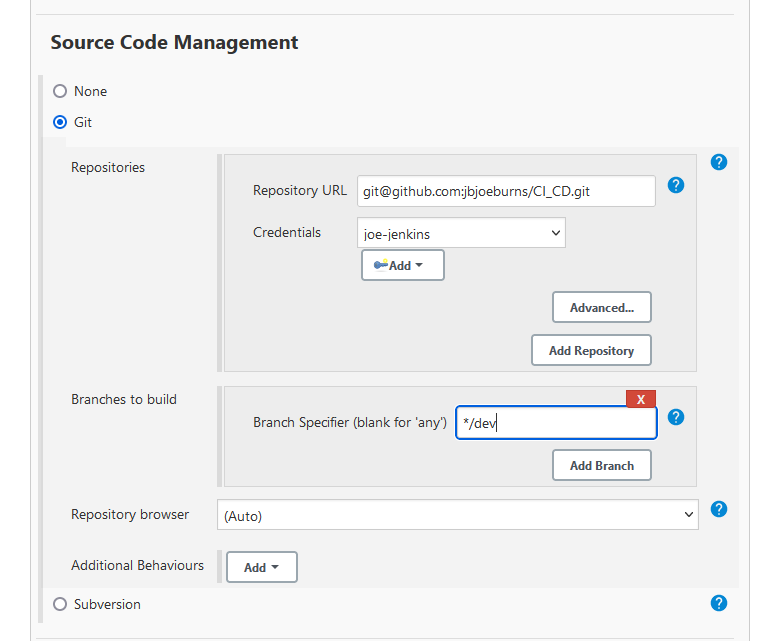 Source Code Management
None
Git
Repositories
?
Repository URL git@github.com:jbjoeburns/CI_CD.git ?
Credentials joe-jenkins
Add
Advanced...
Add Repository
Branches to build
X
Branch Specifier (blank for 'any') */dev ?
Add Branch
Repository browser (Auto) ?
Additional Behaviours Add
Subversion ?